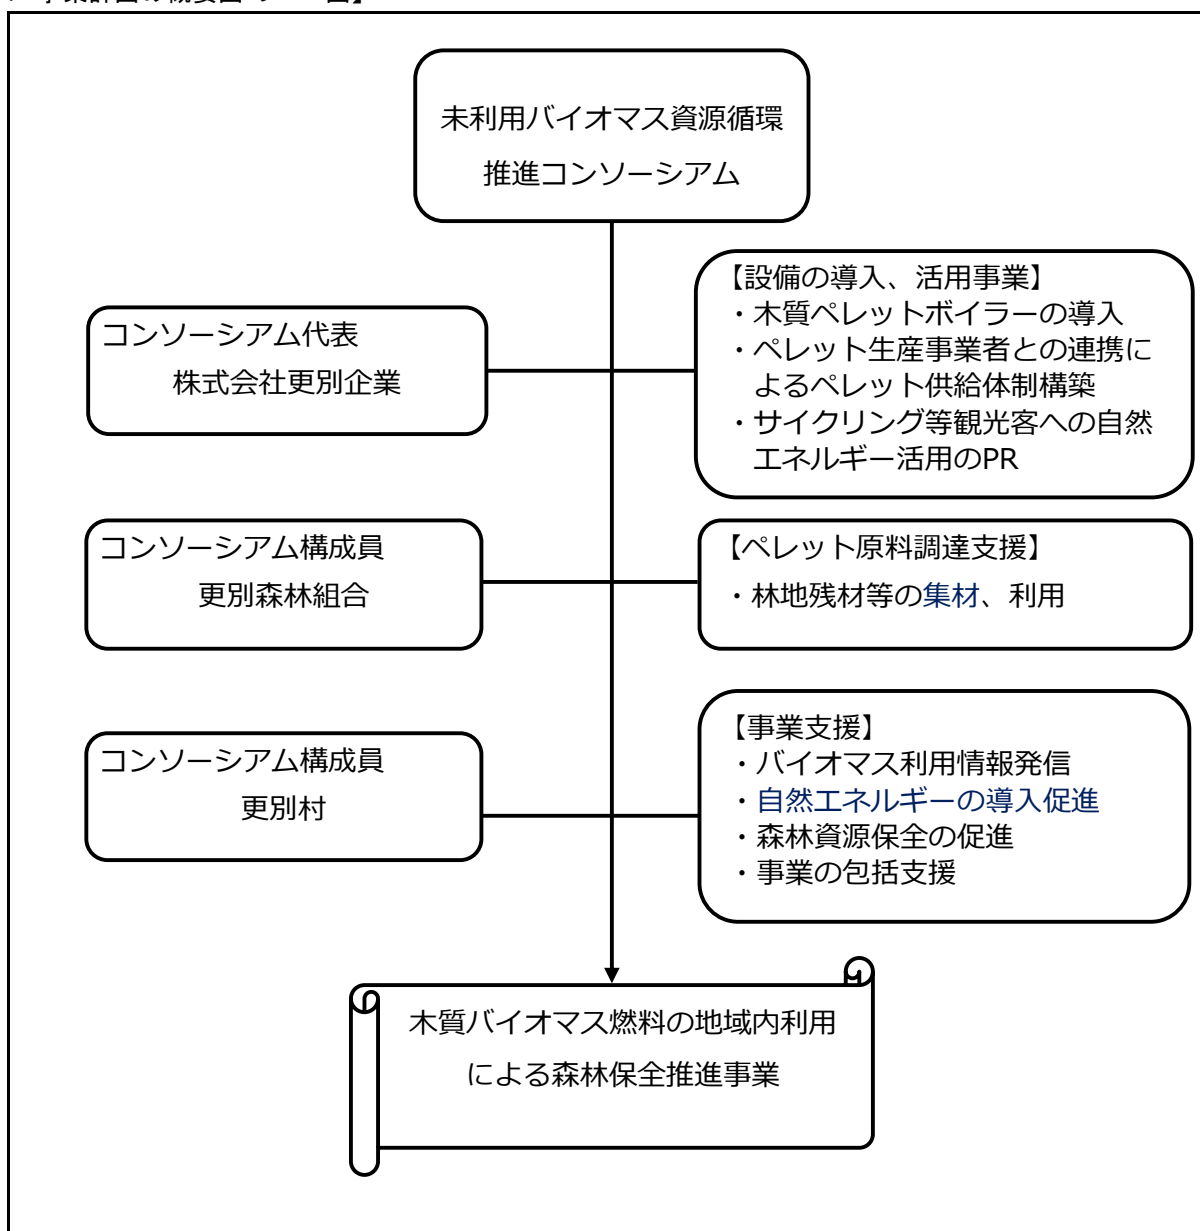 未利用バイオマス資源循環
推進コンソーシアム
コンソーシアム代表
株式会社更別企業
【設備の導入、活用事業】
・木質ペレットボイラーの導入
・ペレット生産事業者との連携に
よるペレット供給体制構築
・サイクリング等観光客への自然
エネルギー活用のPR
コンソーシアム構成員
更別森林組合
【ペレット原料調達支援】
・林地残材等の集材、利用
コンソーシアム構成員
更別村
【事業支援】
・バイオマス利用情報発信
・自然エネルギーの導入促進
・森林資源保全の促進
・事業の包括支援
木質バイオマス燃料の地域内利用
による森林保全推進事業